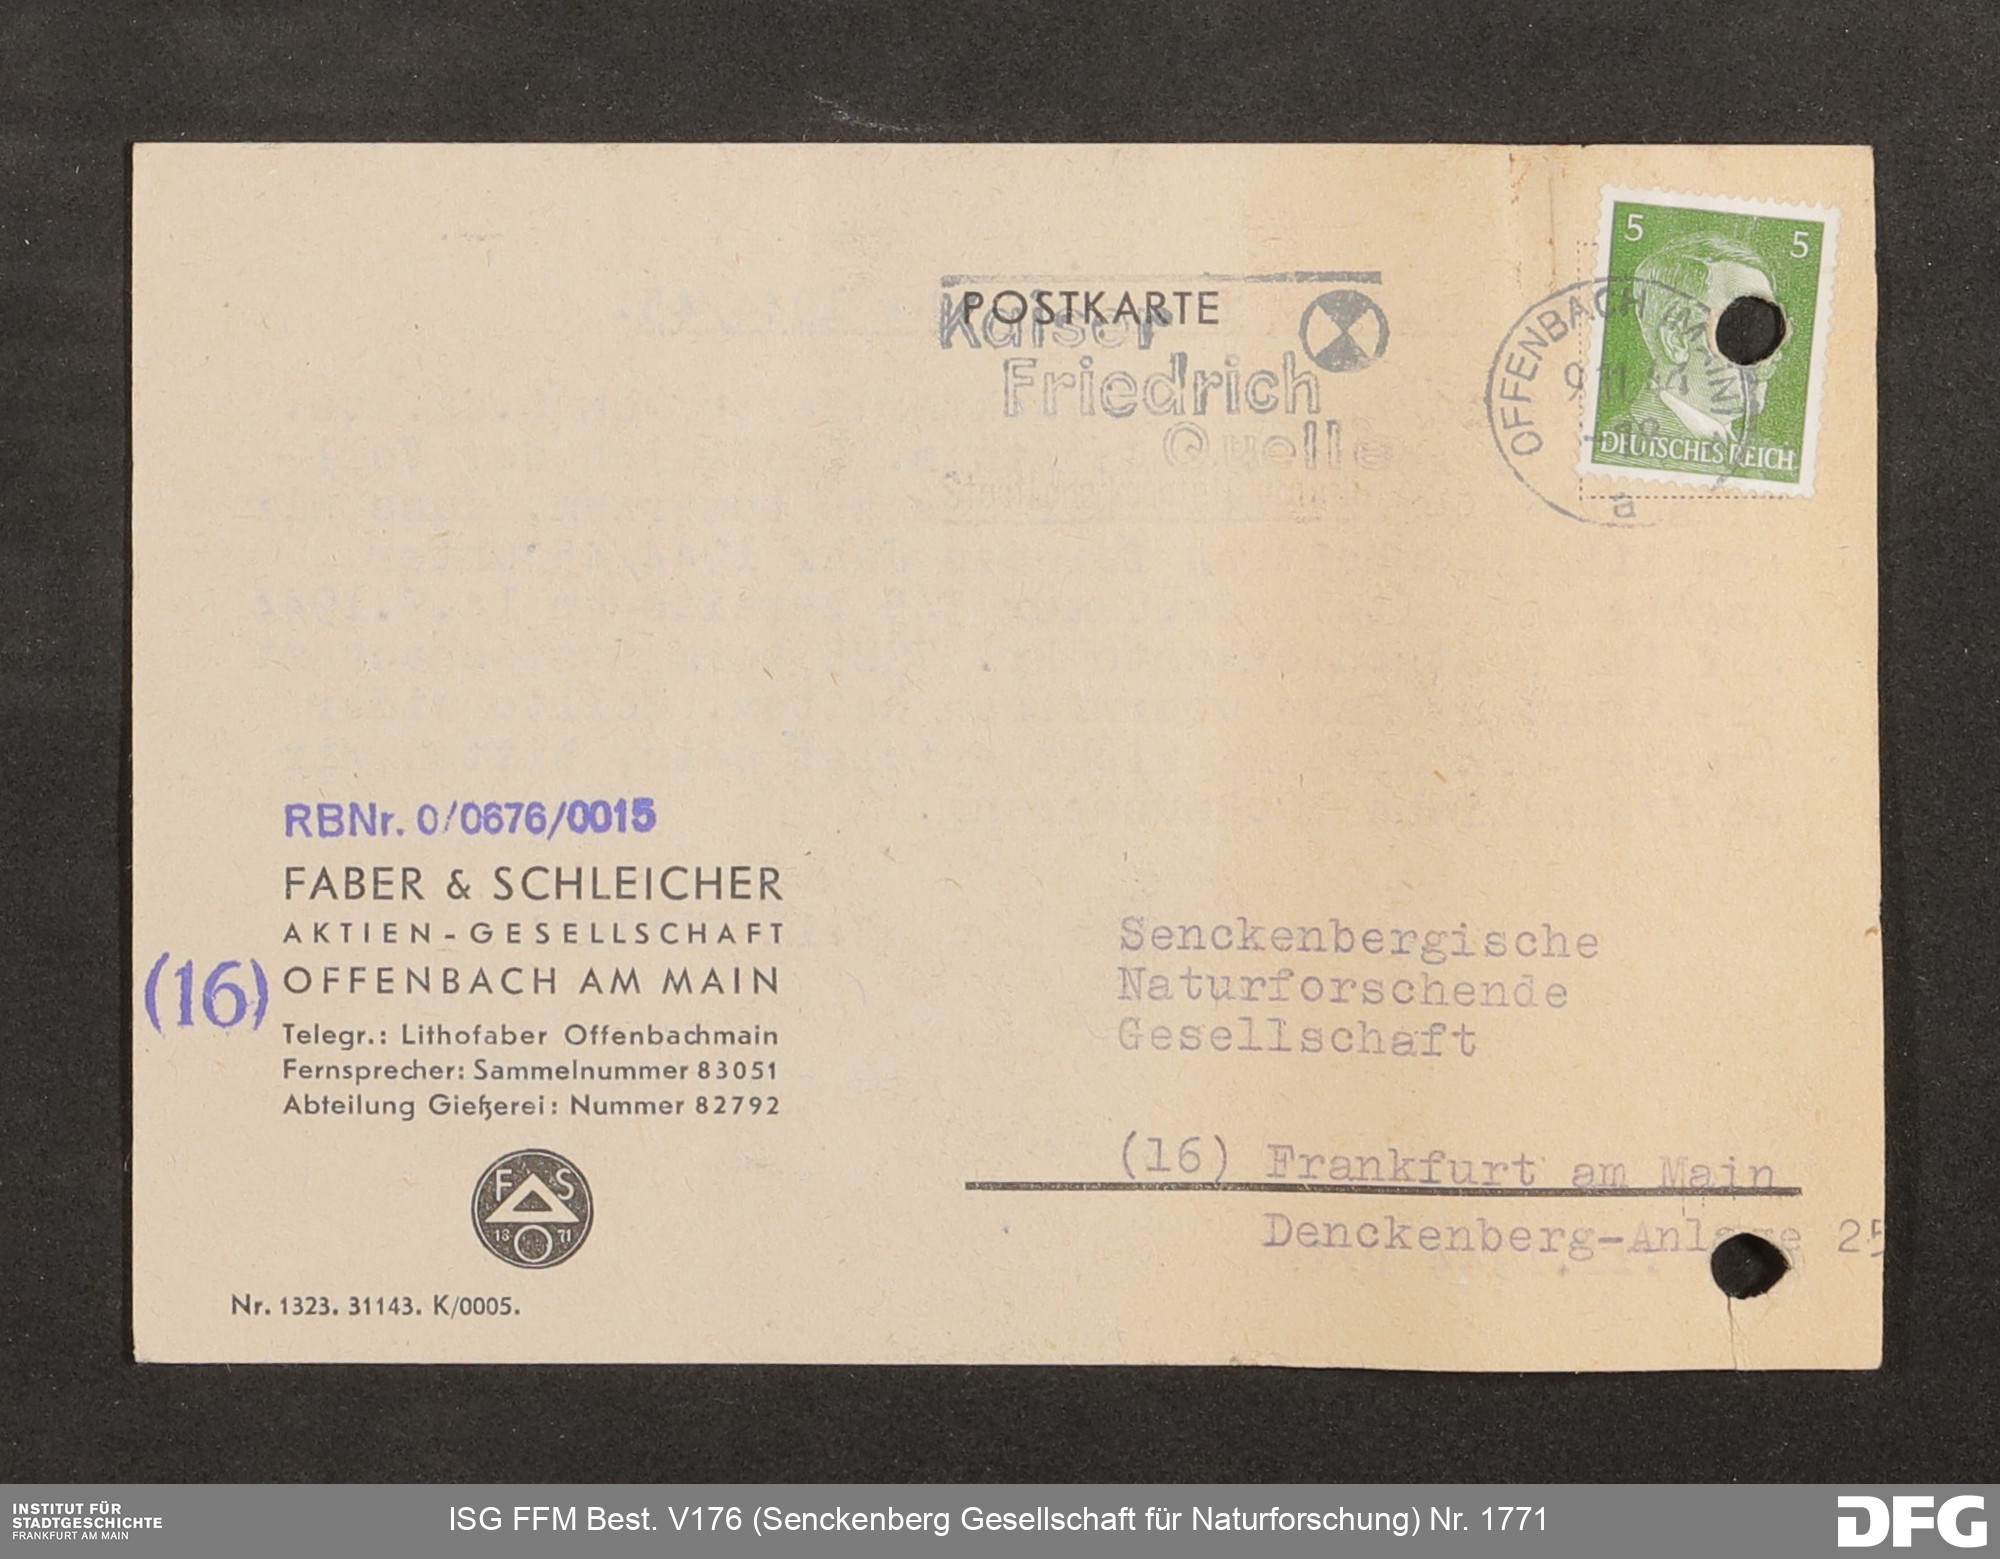 POSTKARTE
Kaiser
Friedrich
Quelle
5 5
DEUTSCHES REICH
OFFENBACH (MAIN)
9.11.
a
RBNr. 0/0676/0015
FABER & SCHLEICHER
AKTIEN-GESELLSCHAFT
(16) OFFENBACH AM MAIN
Telegr.: Lithofaber Offenbachmain
Fernsprecher: Sammelnummer 83051
Abteilung Gießerei: Nummer 82792
F S
1871
O
Nr. 1323. 31143. K/0005.
Senckenbergische
Naturforschende
Gesellschaft
(16) Frankfurt am Main
Denckenberg-Anlage 25
INSTITUT FÜR
STADTGESCHICHTE
FRANKFURT AM MAIN
ISG FFM Best. V176 (Senckenberg Gesellschaft für Naturforschung) Nr. 1771
DFG